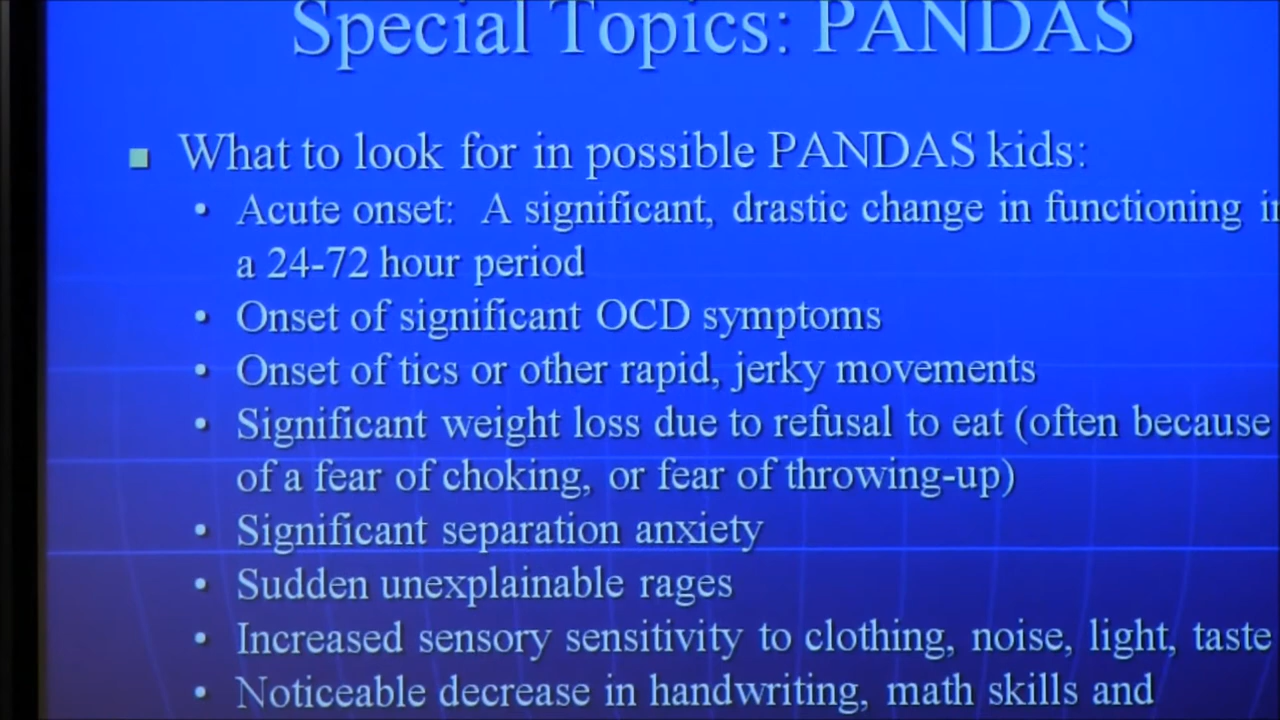 Special Topics: PANDAS
What to look for in possible PANDAS kids:
Acute onset: A significant, drastic change in functioning in
a 24-72 hour period
Onset of significant OCD symptoms
Onset of tics or other rapid, jerky movements
Significant weight loss due to refusal to eat (often because
of a fear of choking, or fear of throwing-up)
Significant separation anxiety
Sudden unexplainable rages
Increased sensory sensitivity to clothing, noise, light, taste
Noticeable decrease in handwriting, math skills and